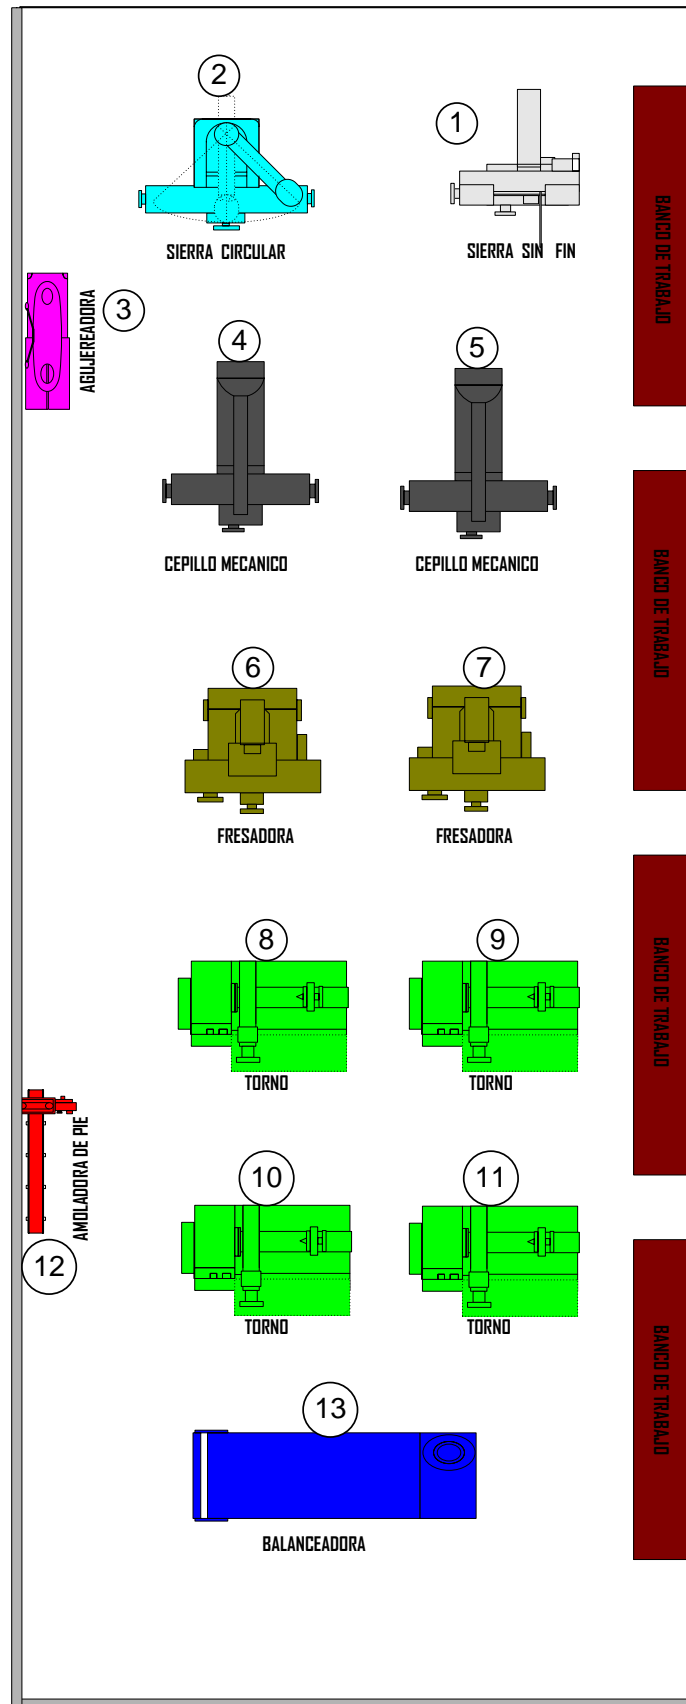 2
1
SIERRA CIRCULAR
SIERRA SIN FIN
BANCO DE TRABAJO
AGUJEREADORA
3
4
5
CEPILLO MECANICO
CEPILLO MECANICO
BANCO DE TRABAJO
6
7
FRESADORA
FRESADORA
8
9
BANCO DE TRABAJO
TORNO
TORNO
AMOLADORA DE PIE
10
11
12
TORNO
TORNO
BANCO DE TRABAJO
13
BALANCEADORA